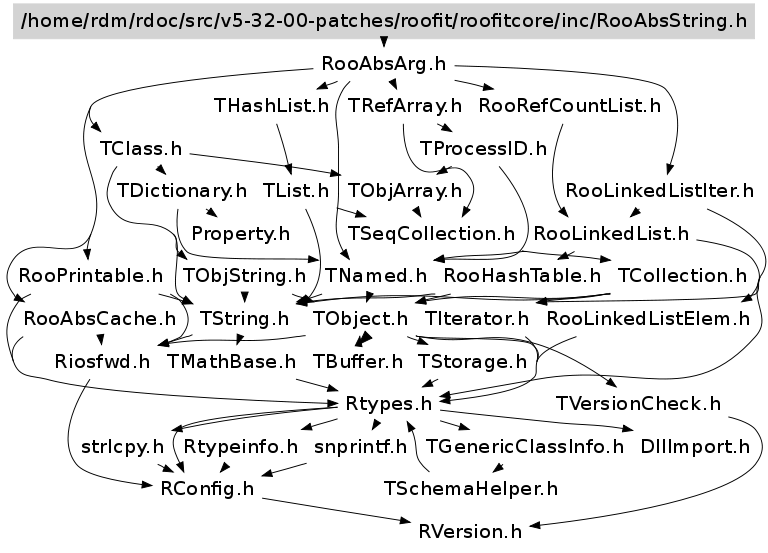 /home/rdm/rdoc/src/v5-32-00-patches/roofit/roofitcore/inc/RooAbsString.h
RooAbsArg.h
THashList.h TRefArray.h RooRefCountList.h
TClass.h TProcessID.h
TDictionary.h TList.h TObjArray.h RooLinkedListIter.h
Property.h TSeqCollection.h RooLinkedList.h
RooPrintable.h TObjString.h TNamed.h RooHashTable.h TCollection.h
RooAbsCache.h TString.h TObject.h TIterator.h RooLinkedListElem.h
Riosfwd.h TMathBase.h TBuffer.h TStorage.h
Rtypes.h TVersionCheck.h
strlcpy.h Rtypeinfo.h snprintf.h TGenericClassInfo.h DllImport.h
RConfig.h TSchemaHelper.h
RVersion.h